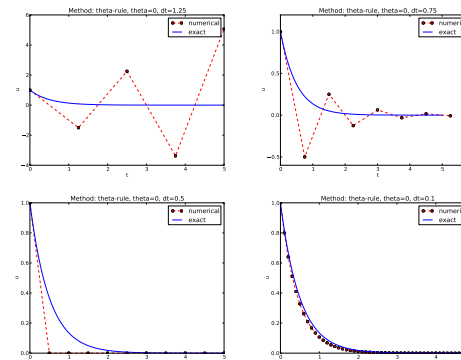 Method: theta-rule, theta=0, dt=1.25
6
4
2
0
−2
−4
u
0
1
2
3
4
5
t
numerical
exact
Method: theta-rule, theta=0, dt=0.75
1.0
0.5
0.0
−0.5
u
0
1
2
3
4
5
t
numerical
exact
Method: theta-rule, theta=0, dt=0.5
1.0
0.8
0.6
0.4
0.2
0.0
u
0
1
2
3
4
5
numerical
exact
Method: theta-rule, theta=0, dt=0.1
1.0
0.8
0.6
0.4
0.2
0.0
u
0
1
2
3
4
5
numerical
exact